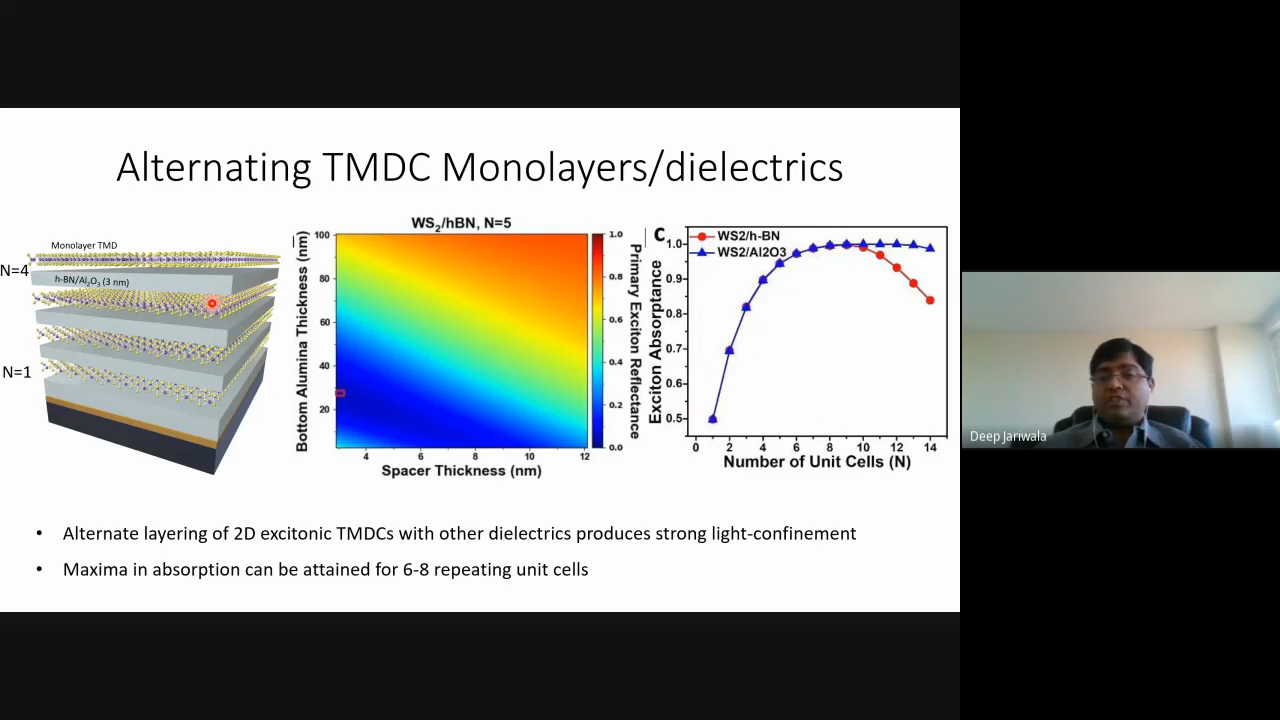 Alternating TMDC Monolayers/dielectrics
Monolayer TMD
N=4
h-BN/Al2O3 (3 nm)
N=1
WS2/hBN, N=5
Bottom Alumina Thickness (nm)
100
80
60
40
20
4
6
8
10
12
Spacer Thickness (nm)
1.0
0.8
0.6
0.4
0.2
0.0
Primary Exciton Reflectance
c
WS2/h-BN
WS2/Al2O3
Exciton Absorptance
1.0
0.9
0.8
0.7
0.6
0.5
0
2
4
6
8
10
12
14
Number of Unit Cells (N)
• Alternate layering of 2D excitonic TMDCs with other dielectrics produces strong light-confinement
• Maxima in absorption can be attained for 6-8 repeating unit cells
Deep Jariwala